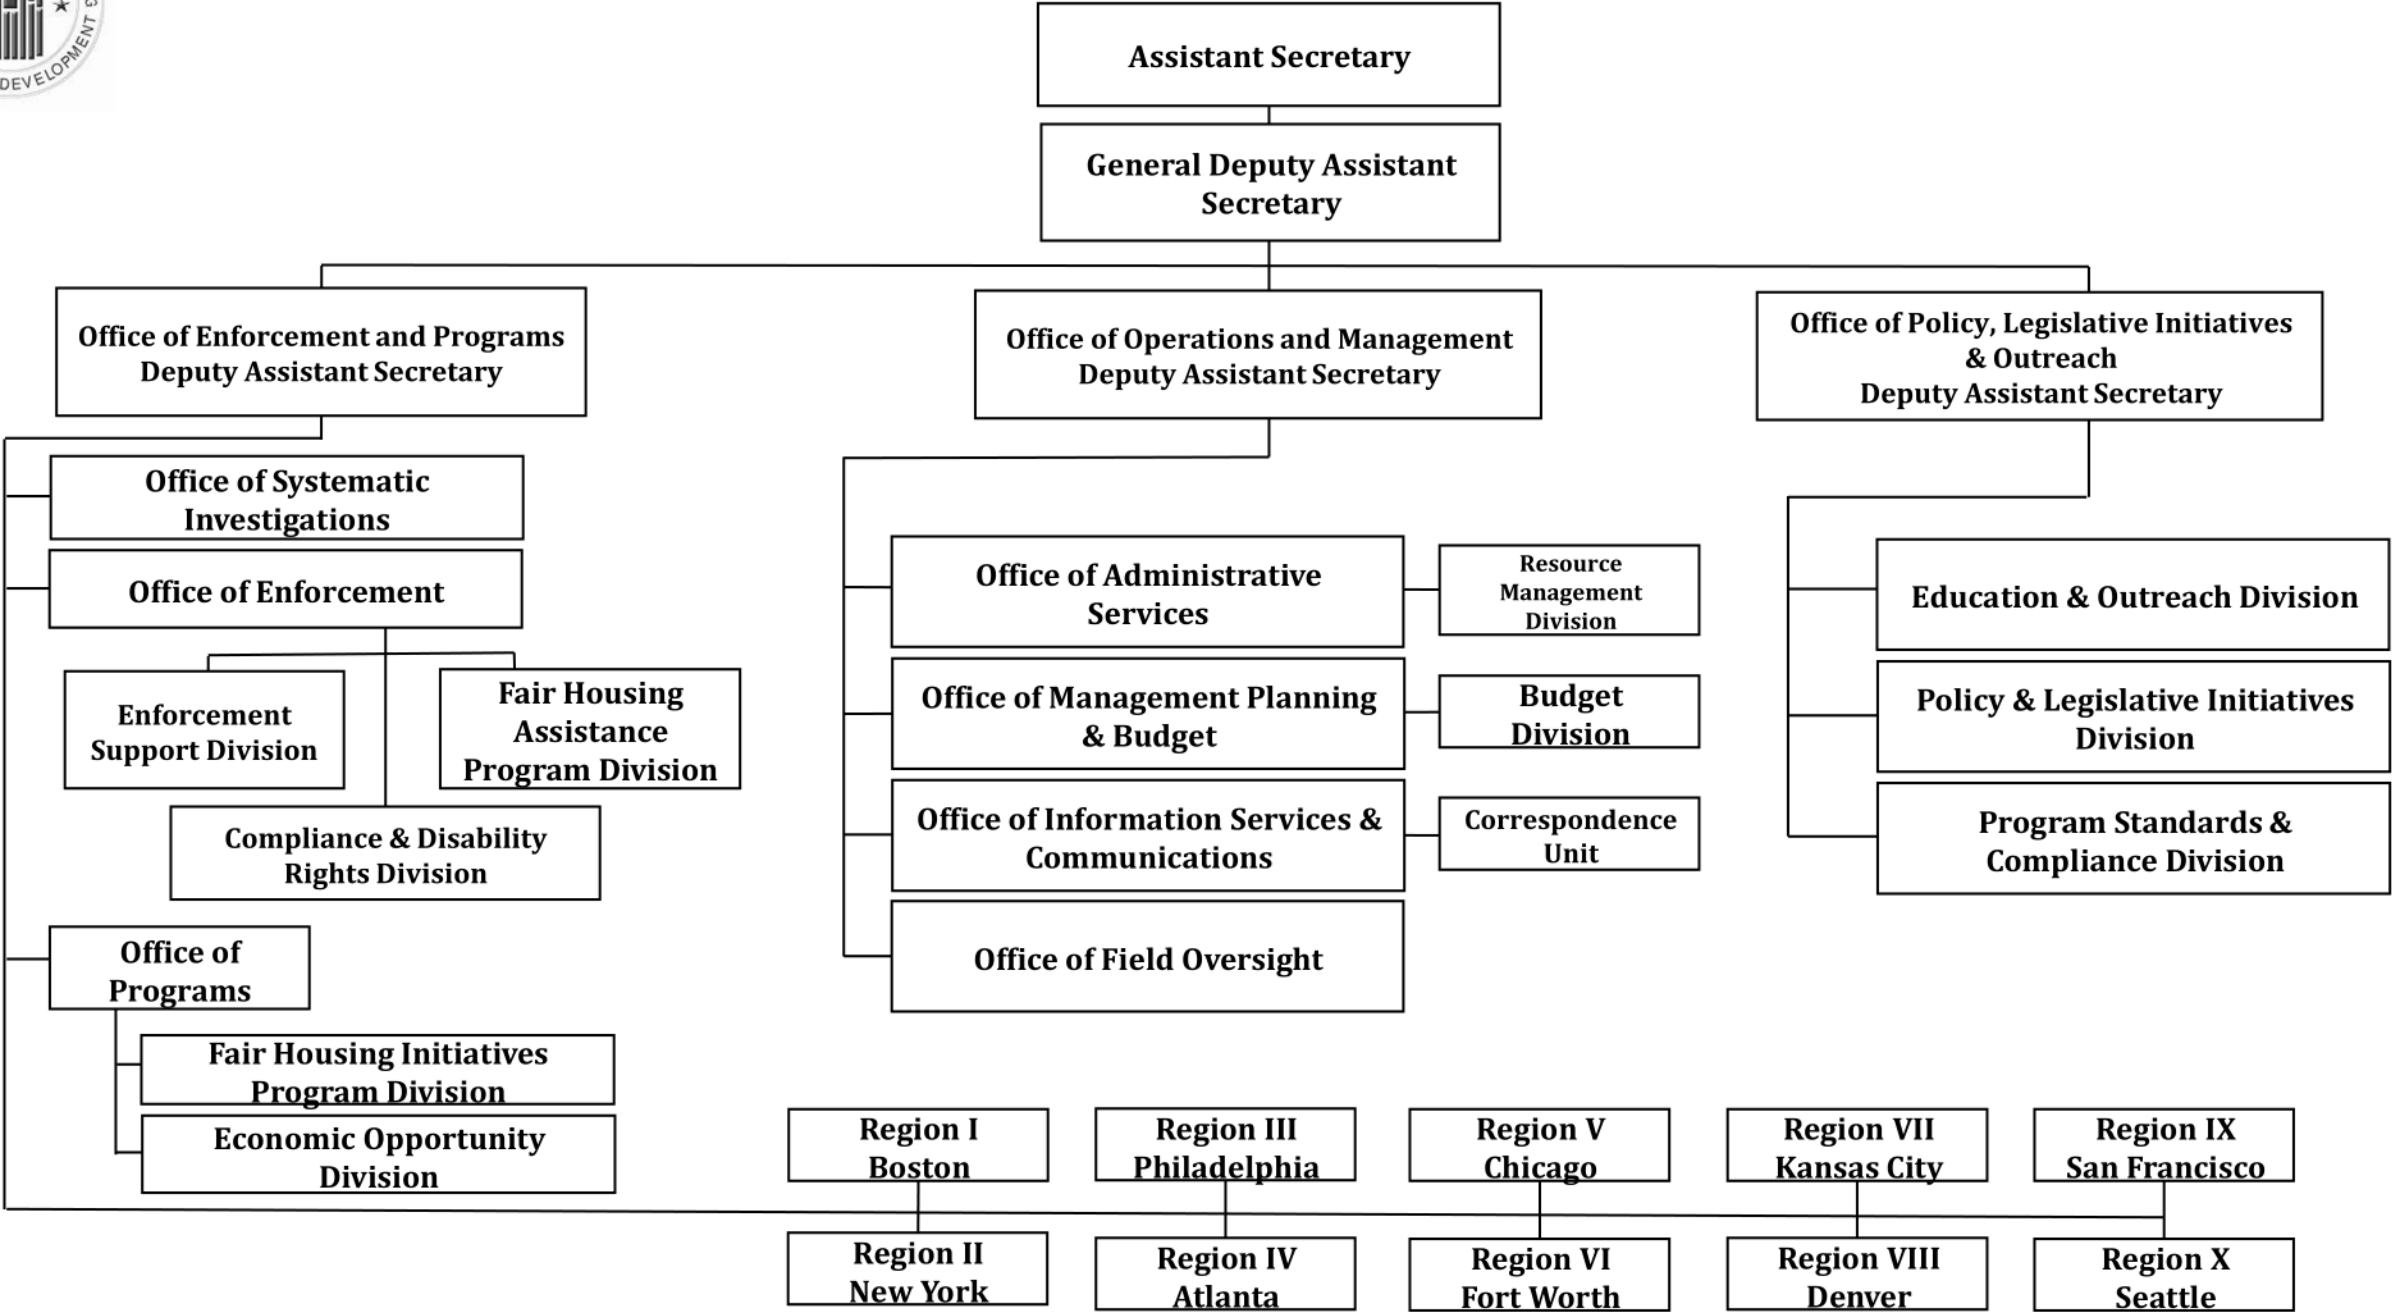 DEVELOPMENT
Assistant Secretary
General Deputy Assistant
Secretary
Office of Enforcement and Programs
Deputy Assistant Secretary
Office of Operations and Management
Deputy Assistant Secretary
Office of Policy, Legislative Initiatives
& Outreach
Deputy Assistant Secretary
Office of Systematic
Investigations
Office of Enforcement
Enforcement
Support Division
Fair Housing
Assistance
Program Division
Compliance & Disability
Rights Division
Office of
Programs
Fair Housing Initiatives
Program Division
Economic Opportunity
Division
Office of Administrative
Services
Resource
Management
Division
Office of Management Planning
& Budget
Budget
Division
Office of Information Services &
Communications
Correspondence
Unit
Office of Field Oversight
Education & Outreach Division
Policy & Legislative Initiatives
Division
Program Standards &
Compliance Division
Region I
Boston
Region III
Philadelphia
Region V
Chicago
Region VII
Kansas City
Region IX
San Francisco
Region II
New York
Region IV
Atlanta
Region VI
Fort Worth
Region VIII
Denver
Region X
Seattle